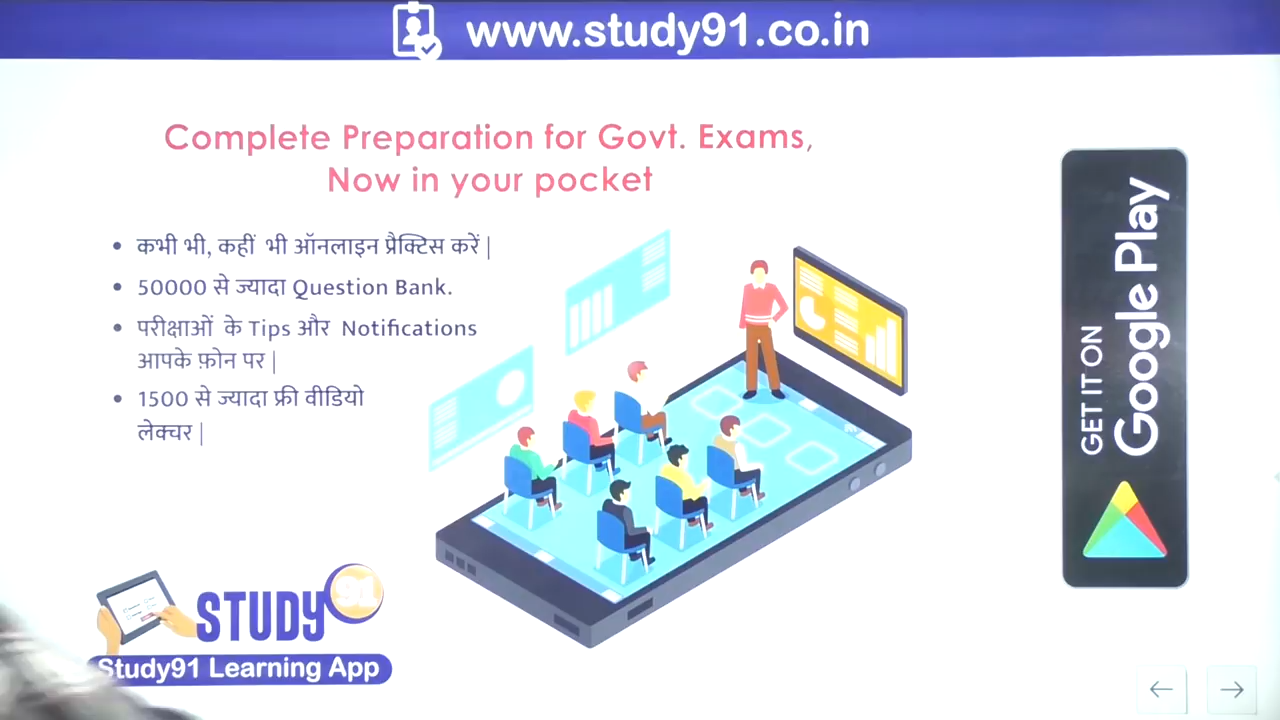 www.study91.co.in
Complete Preparation for Govt. Exams,
Now in your pocket
• कभी भी, कहीं भी ऑनलाइन प्रैक्टिस करें |
• 50000 से ज्यादा Question Bank.
• परीक्षाओं के Tips और Notifications
आपके फ़ोन पर |
• 1500 से ज्यादा फ्री वीडियो
लेक्चर |
GET IT ON
Google Play
STUDY 91
Study91 Learning App